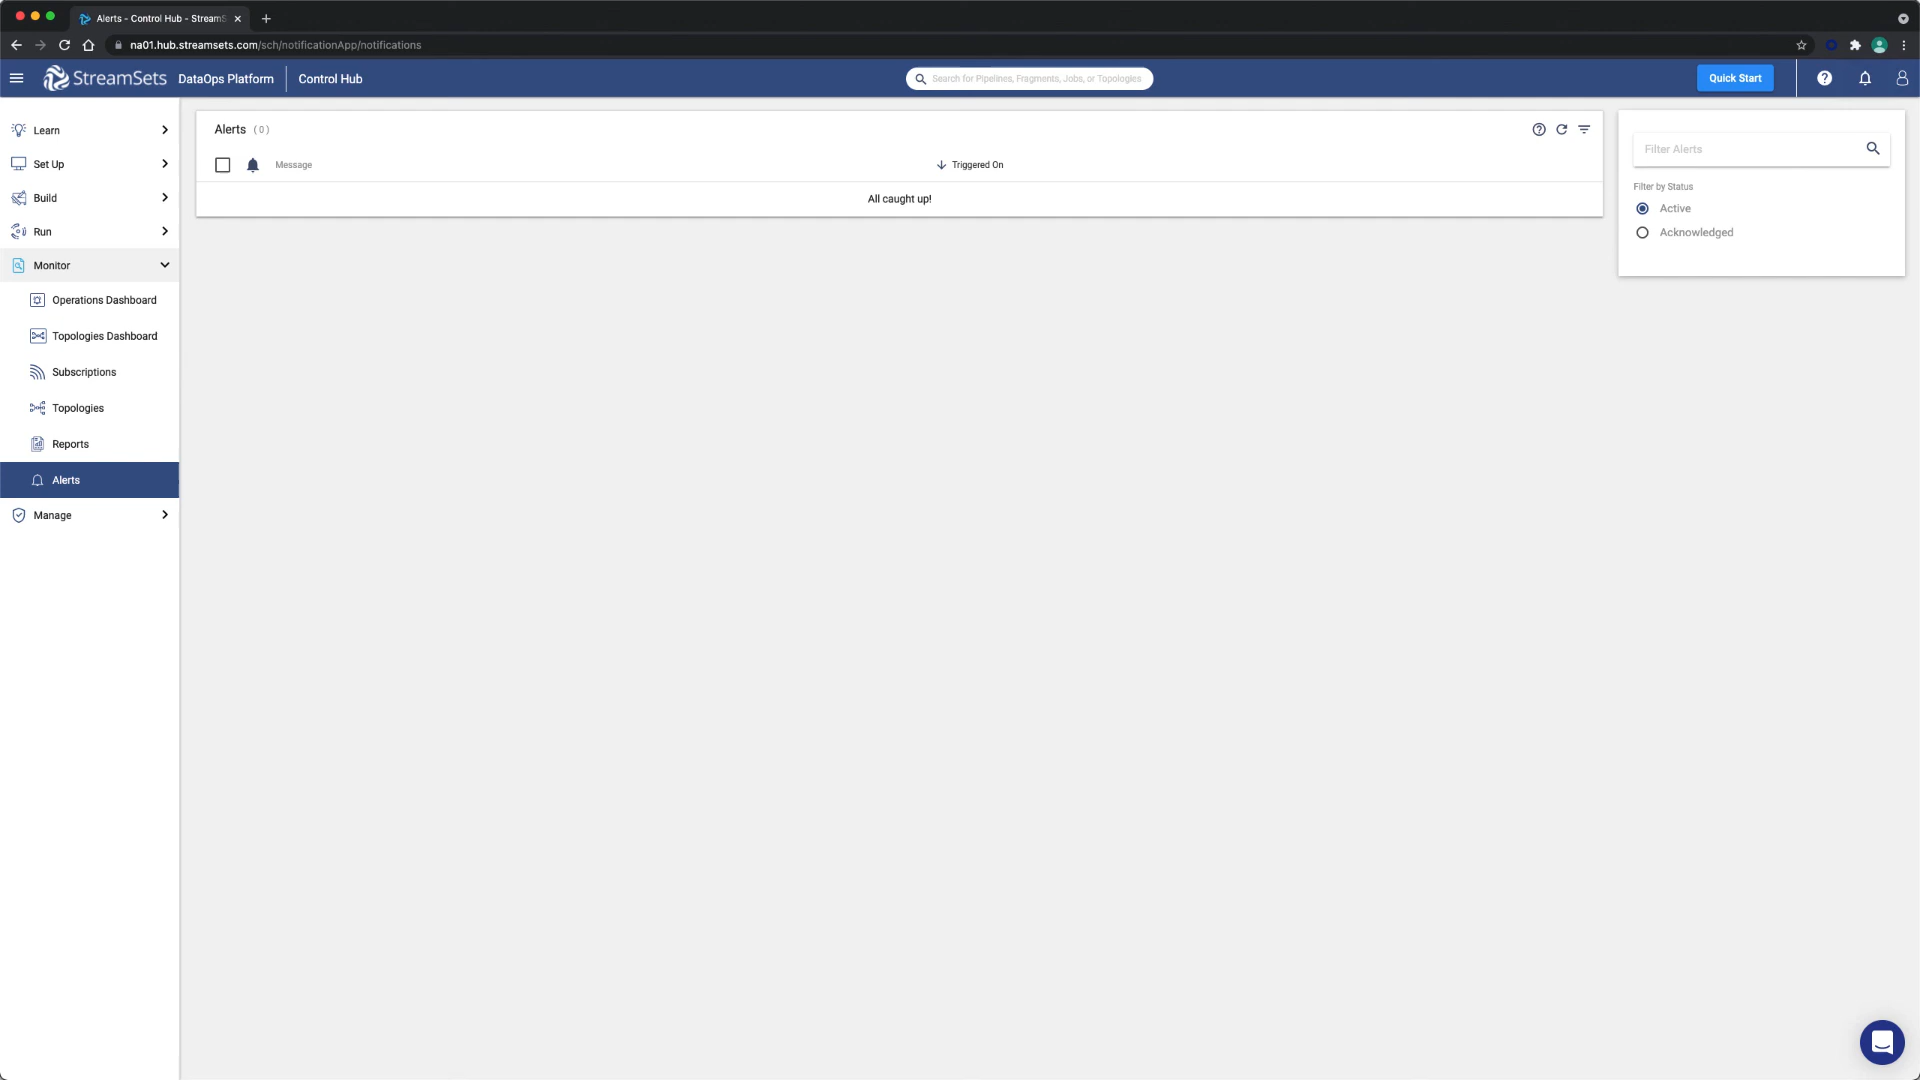 Alerts - Control Hub - StreamS
na01.hub.streamsets.com/sch/notificationApp/notifications
StreamSets DataOps Platform Control Hub
Search for Pipelines, Fragments, Jobs, or Topologies
Quick Start
Learn
Set Up
Build
Run
Monitor
Operations Dashboard
Topologies Dashboard
Subscriptions
Topologies
Reports
Alerts
Manage
Alerts (0)
Message
Triggered On
All caught up!
Filter Alerts
Filter by Status
Active
Acknowledged